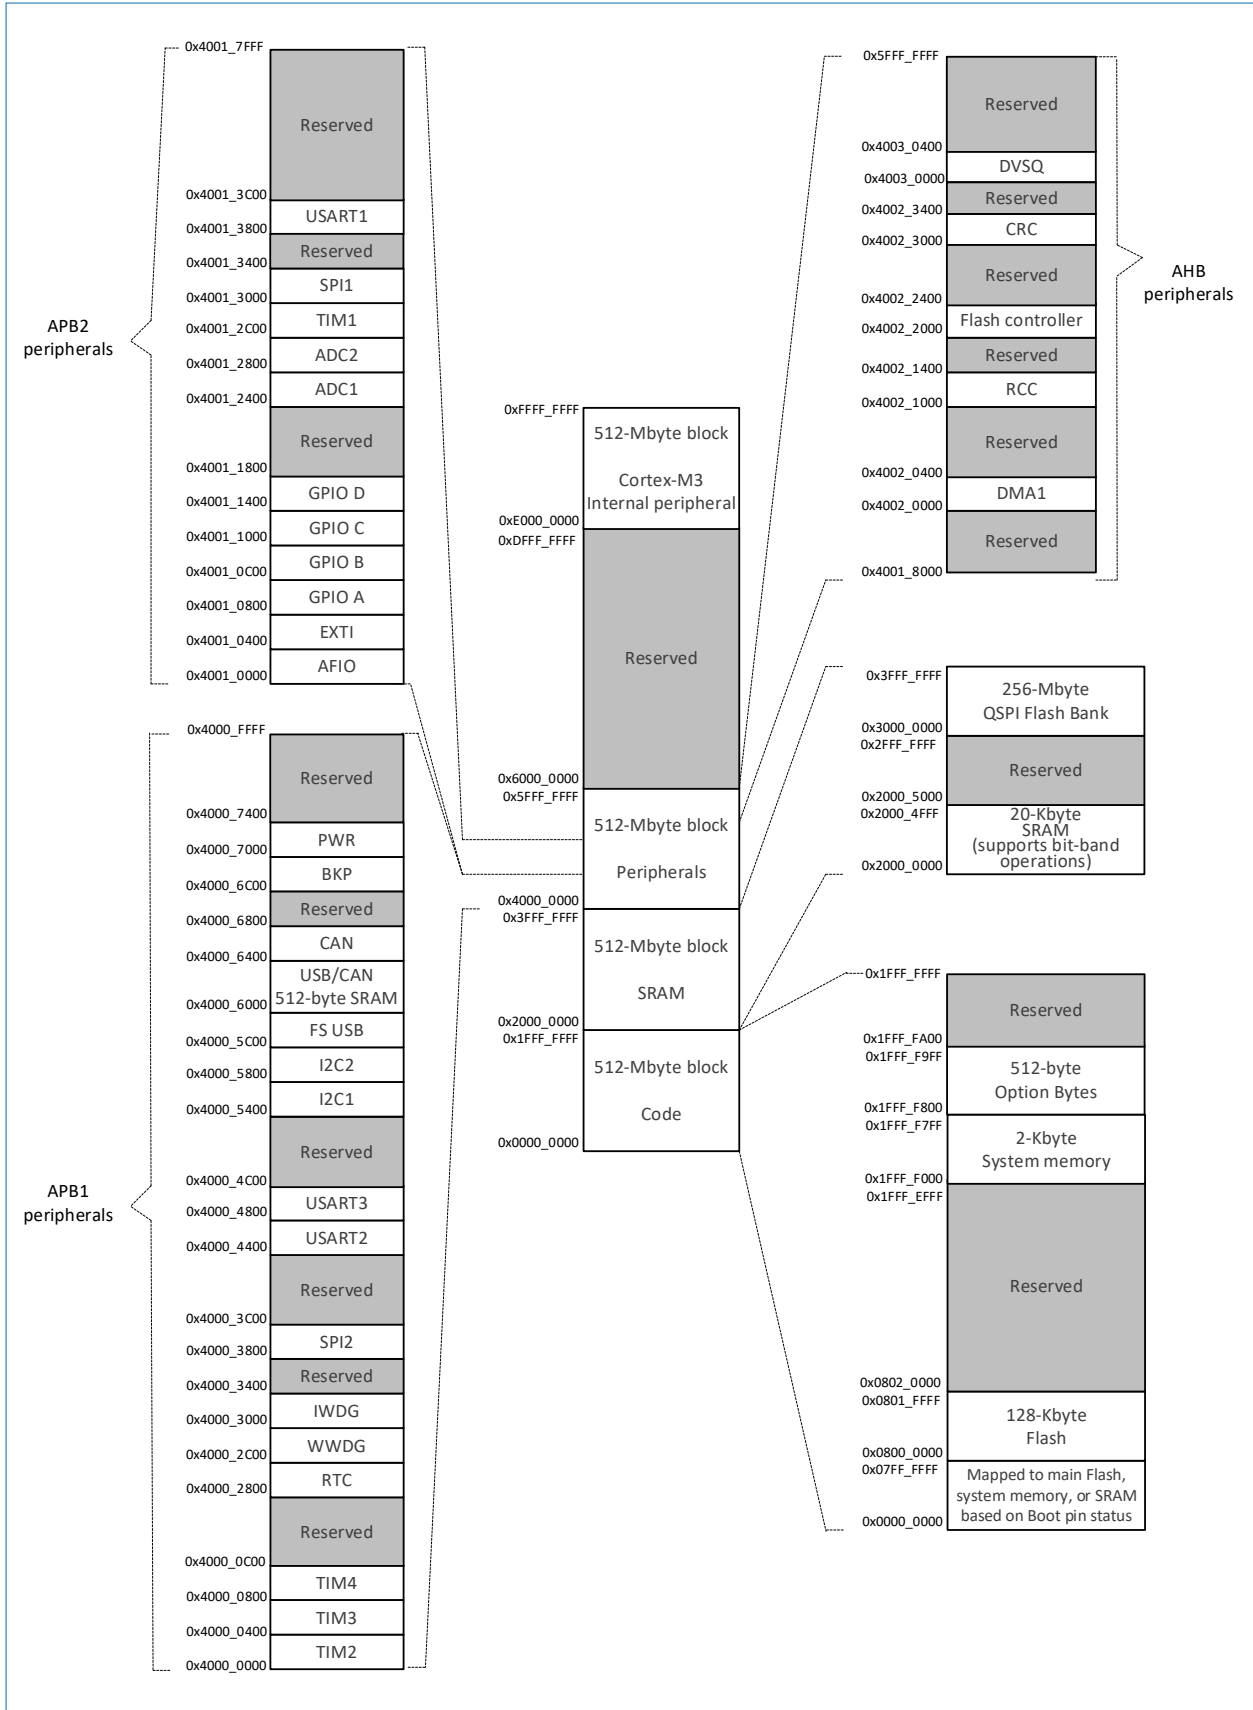 0x4001_7FFF
Reserved
0x4001_3C00
USART1
0x4001_3800
Reserved
0x4001_3400
SPI1
0x4001_3000
TIM1
0x4001_2C00
ADC2
0x4001_2800
ADC1
0x4001_2400
Reserved
0x4001_1800
GPIO D
0x4001_1400
GPIO C
0x4001_1000
GPIO B
0x4001_0C00
GPIO A
0x4001_0800
EXTI
0x4001_0400
AFIO
0x4001_0000
APB2
peripherals
0x4000_FFFF
Reserved
0x4000_7400
PWR
0x4000_7000
BKP
0x4000_6C00
Reserved
0x4000_6800
CAN
0x4000_6400
USB/CAN
512-byte SRAM
0x4000_6000
FS USB
0x4000_5C00
I2C2
0x4000_5800
I2C1
0x4000_5400
Reserved
0x4000_4C00
USART3
0x4000_4800
USART2
0x4000_4400
Reserved
0x4000_3C00
SPI2
0x4000_3800
Reserved
0x4000_3400
IWDG
0x4000_3000
WWDG
0x4000_2C00
RTC
0x4000_2800
Reserved
0x4000_0C00
TIM4
0x4000_0800
TIM3
0x4000_0400
TIM2
0x4000_0000
APB1
peripherals
0xFFFF_FFFF
512-Mbyte block
Cortex-M3
Internal peripheral
0xE000_0000
0xDFFF_FFFF
Reserved
0x6000_0000
0x5FFF_FFFF
512-Mbyte block
Peripherals
0x4000_0000
0x3FFF_FFFF
512-Mbyte block
SRAM
0x2000_0000
0x1FFF_FFFF
512-Mbyte block
Code
0x0000_0000
0x5FFF_FFFF
Reserved
0x4003_0400
DVSQ
0x4003_0000
Reserved
0x4002_3400
CRC
0x4002_3000
Reserved
0x4002_2400
Flash controller
0x4002_2000
Reserved
0x4002_1400
RCC
0x4002_1000
Reserved
0x4002_0400
DMA1
0x4002_0000
Reserved
0x4001_8000
AHB
peripherals
0x3FFF_FFFF
256-Mbyte
QSPI Flash Bank
0x3000_0000
0x2FFF_FFFF
Reserved
0x2000_5000
0x2000_4FFF
20-Kbyte
SRAM
(supports bit-band
operations)
0x2000_0000
0x1FFF_FFFF
Reserved
0x1FFF_FA00
0x1FFF_F9FF
512-byte
Option Bytes
0x1FFF_F800
0x1FFF_F7FF
2-Kbyte
System memory
0x1FFF_F000
0x1FFF_EFFF
Reserved
0x0802_0000
0x0801_FFFF
128-Kbyte
Flash
0x0800_0000
0x07FF_FFFF
Mapped to main Flash,
system memory, or SRAM
based on Boot pin status
0x0000_0000